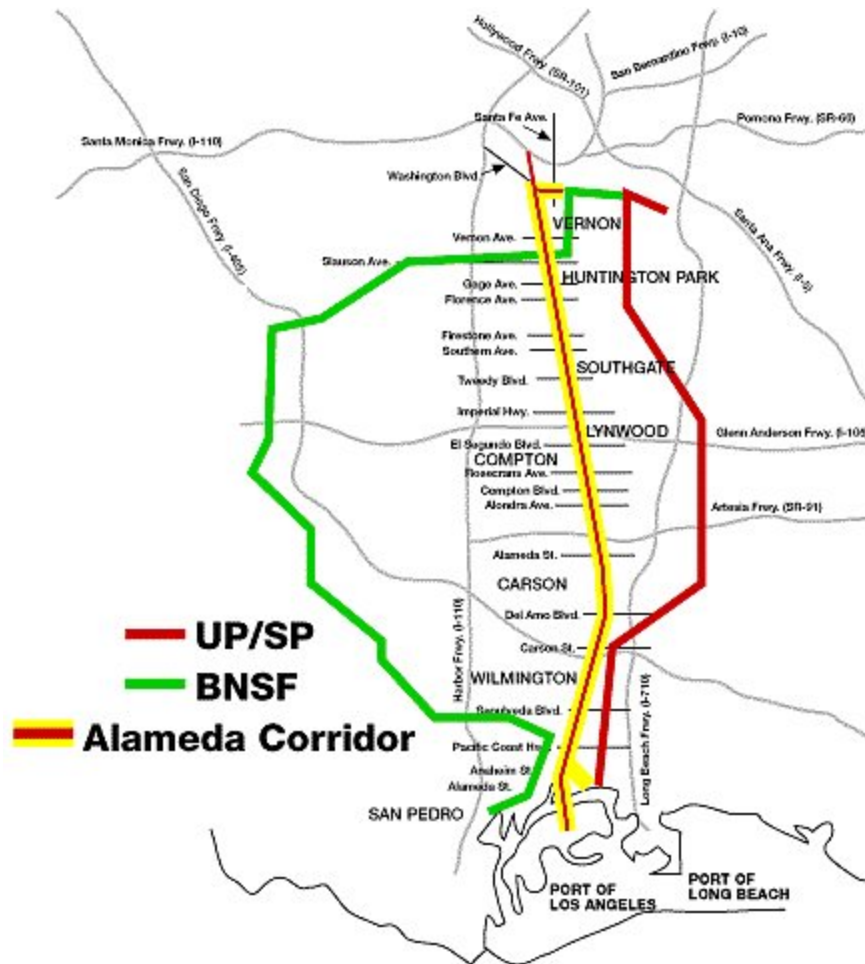 Hollywood Frwy. (SR-101)
San Bernardino Frwy. (I-10)
Santa Fe Ave.
Pomona Frwy. (SR-60)
Santa Monica Frwy. (I-110)
Washington Blvd.
San Diego Fwy (I-405)
Santa Ana Frwy. (I-5)
VERNON
Vernon Ave.
Slauson Ave.
HUNTINGTON PARK
Gage Ave.
Florence Ave.
Firestone Ave.
Southern Ave.
SOUTHGATE
Tweedy Blvd.
Imperial Hwy.
LYNWOOD
Glenn Anderson Frwy. (I-105
El Segundo Blvd.
COMPTON
Rosecrans Ave.
Compton Blvd.
Alondra Ave.
Artesia Frwy. (SR-91)
Alameda St.
CARSON
Del Amo Blvd.
UP/SP
Carson St.
Harbor Frwy. (I-110)
WILMINGTON
BNSF
Long Beach Frwy. (I-710)
Sepulveda Blvd.
Alameda Corridor
Pacific Coast Hwy.
Anaheim St.
Alameda St.
SAN PEDRO
PORT OF
LOS ANGELES
PORT OF
LONG BEACH